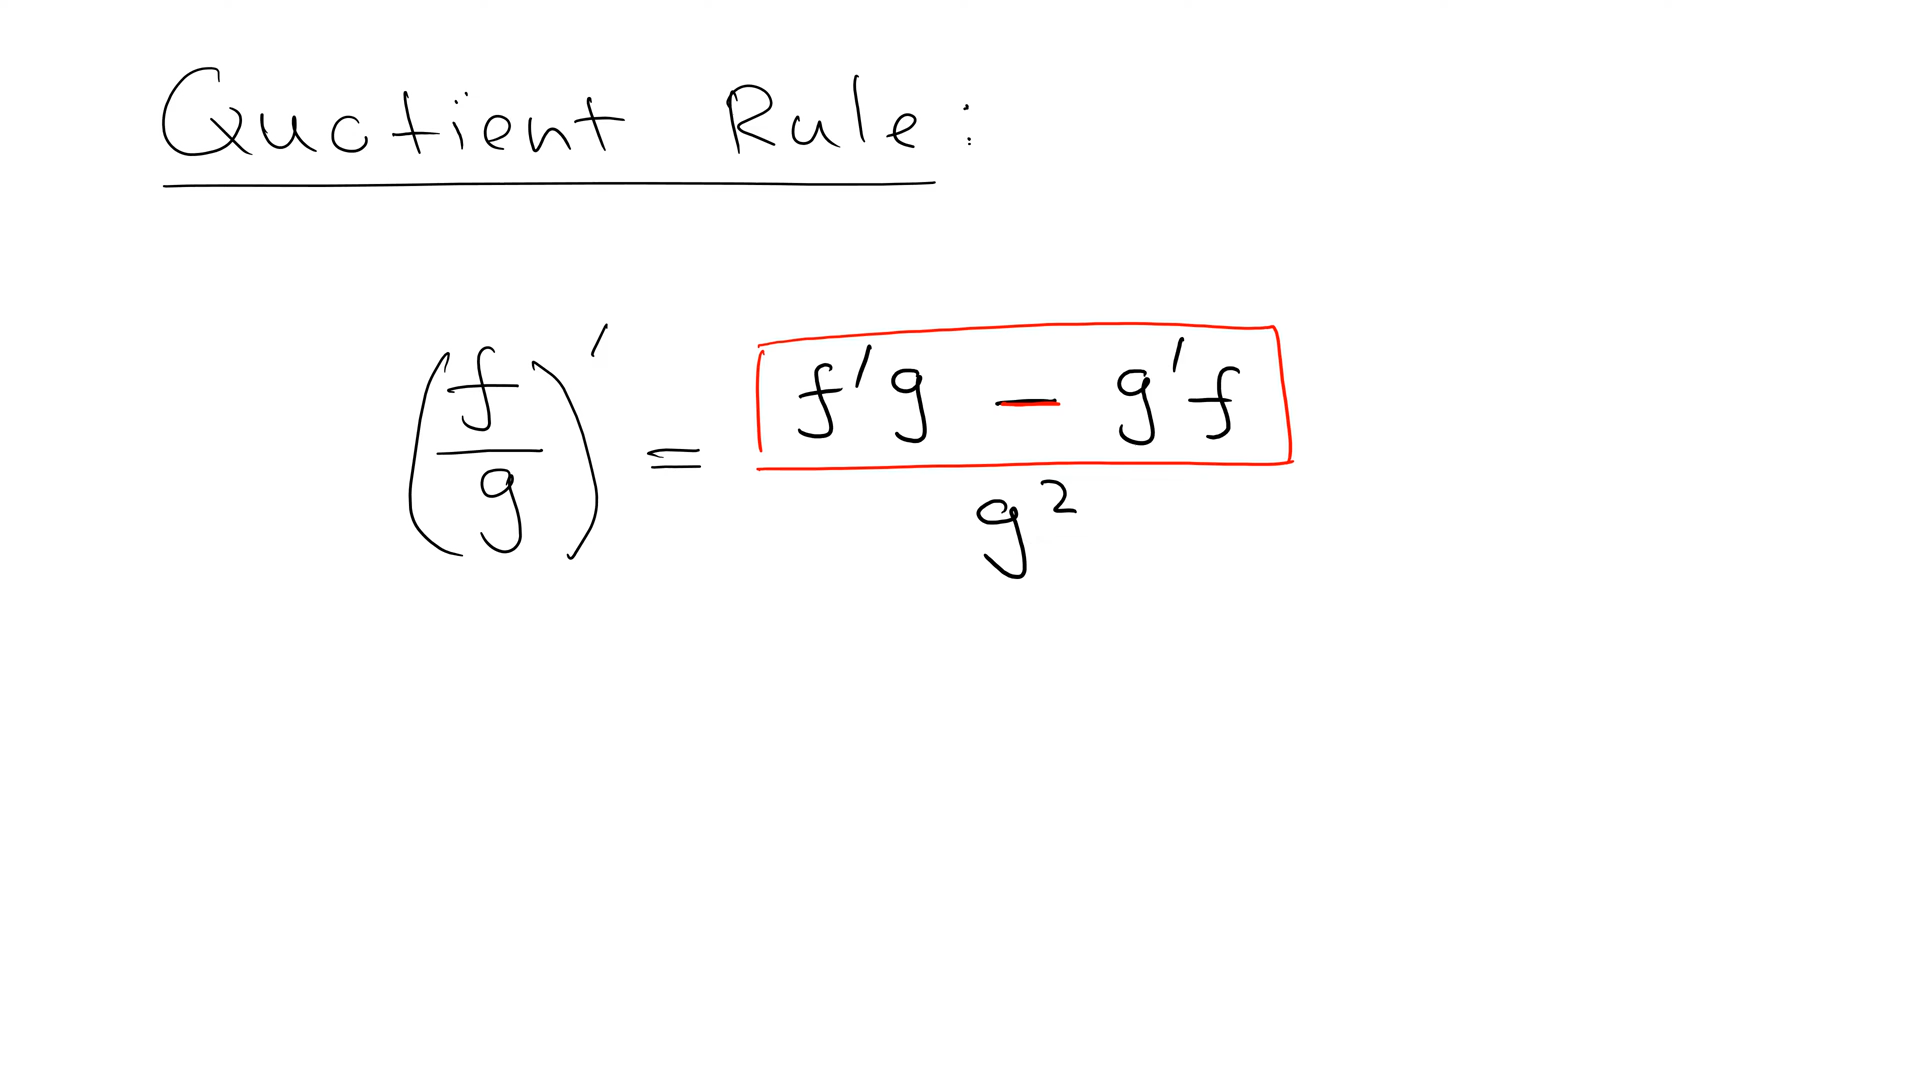 Quotient Rule:
(f/g)' = (f'g - g'f)/g²